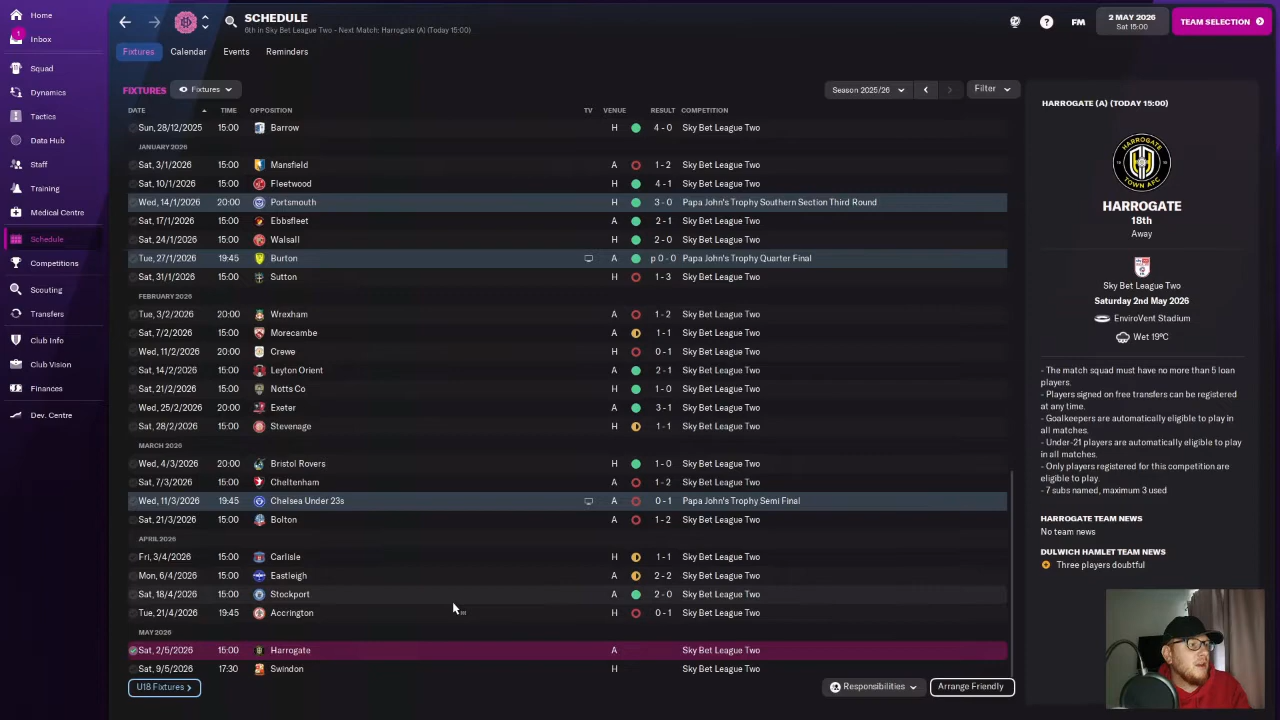 Home
1
Inbox
Squad
Dynamics
Tactics
Data Hub
Staff
Training
Medical Centre
Schedule
Competitions
Scouting
Transfers
Club Info
Club Vision
Finances
Dev. Centre
SCHEDULE
6th in Sky Bet League Two - Next Match: Harrogate (A) (Today 15:00)
? FM
2 MAY 2026
Sat 15:00
TEAM SELECTION
Fixtures Calendar Events Reminders
FIXTURES Fixtures
Season 2025/26 Filter
DATE TIME OPPOSITION TV VENUE RESULT COMPETITION
Sun, 28/12/2025 15:00 Barrow H 4 - 0 Sky Bet League Two
JANUARY 2026
Sat, 3/1/2026 15:00 Mansfield A 1 - 2 Sky Bet League Two
Sat, 10/1/2026 15:00 Fleetwood H 4 - 1 Sky Bet League Two
Wed, 14/1/2026 20:00 Portsmouth H 3 - 0 Papa John's Trophy Southern Section Third Round
Sat, 17/1/2026 15:00 Ebbsfleet A 2 - 1 Sky Bet League Two
Sat, 24/1/2026 15:00 Walsall H 2 - 0 Sky Bet League Two
Tue, 27/1/2026 19:45 Burton A p 0 - 0 Papa John's Trophy Quarter Final
Sat, 31/1/2026 15:00 Sutton H 1 - 3 Sky Bet League Two
FEBRUARY 2026
Tue, 3/2/2026 20:00 Wrexham A 1 - 2 Sky Bet League Two
Sat, 7/2/2026 15:00 Morecambe A 1 - 1 Sky Bet League Two
Wed, 11/2/2026 20:00 Crewe H 0 - 1 Sky Bet League Two
Sat, 14/2/2026 15:00 Leyton Orient A 2 - 1 Sky Bet League Two
Sat, 21/2/2026 15:00 Notts Co H 1 - 0 Sky Bet League Two
Wed, 25/2/2026 20:00 Exeter A 3 - 1 Sky Bet League Two
Sat, 28/2/2026 15:00 Stevenage H 1 - 1 Sky Bet League Two
MARCH 2026
Wed, 4/3/2026 20:00 Bristol Rovers H 1 - 0 Sky Bet League Two
Sat, 7/3/2026 15:00 Cheltenham A 1 - 2 Sky Bet League Two
Wed, 11/3/2026 19:45 Chelsea Under 23s A 0 - 1 Papa John's Trophy Semi Final
Sat, 21/3/2026 15:00 Bolton A 1 - 2 Sky Bet League Two
APRIL 2026
Fri, 3/4/2026 15:00 Carlisle H 1 - 1 Sky Bet League Two
Mon, 6/4/2026 15:00 Eastleigh A 2 - 2 Sky Bet League Two
Sat, 18/4/2026 15:00 Stockport A 2 - 0 Sky Bet League Two
Tue, 21/4/2026 19:45 Accrington H 0 - 1 Sky Bet League Two
MAY 2026
Sat, 2/5/2026 15:00 Harrogate A Sky Bet League Two
Sat, 9/5/2026 17:30 Swindon H Sky Bet League Two
U18 Fixtures
Responsibilities
Arrange Friendly
HARROGATE (A) (TODAY 15:00)
HARROGATE
TOWN AFC
HARROGATE
18th
Away
Sky Bet League Two
Saturday 2nd May 2026
EnviroVent Stadium
Wet 19ºC
- The match squad must have no more than 5 loan
players.
- Players signed on free transfers can be registered
at any time.
- Goalkeepers are automatically eligible to play in
all matches.
- Under-21 players are automatically eligible to play
in all matches.
- Only players registered for this competition are
eligible to play.
- 7 subs named, maximum 3 used
HARROGATE TEAM NEWS
No team news
DULWICH HAMLET TEAM NEWS
Three players doubtful